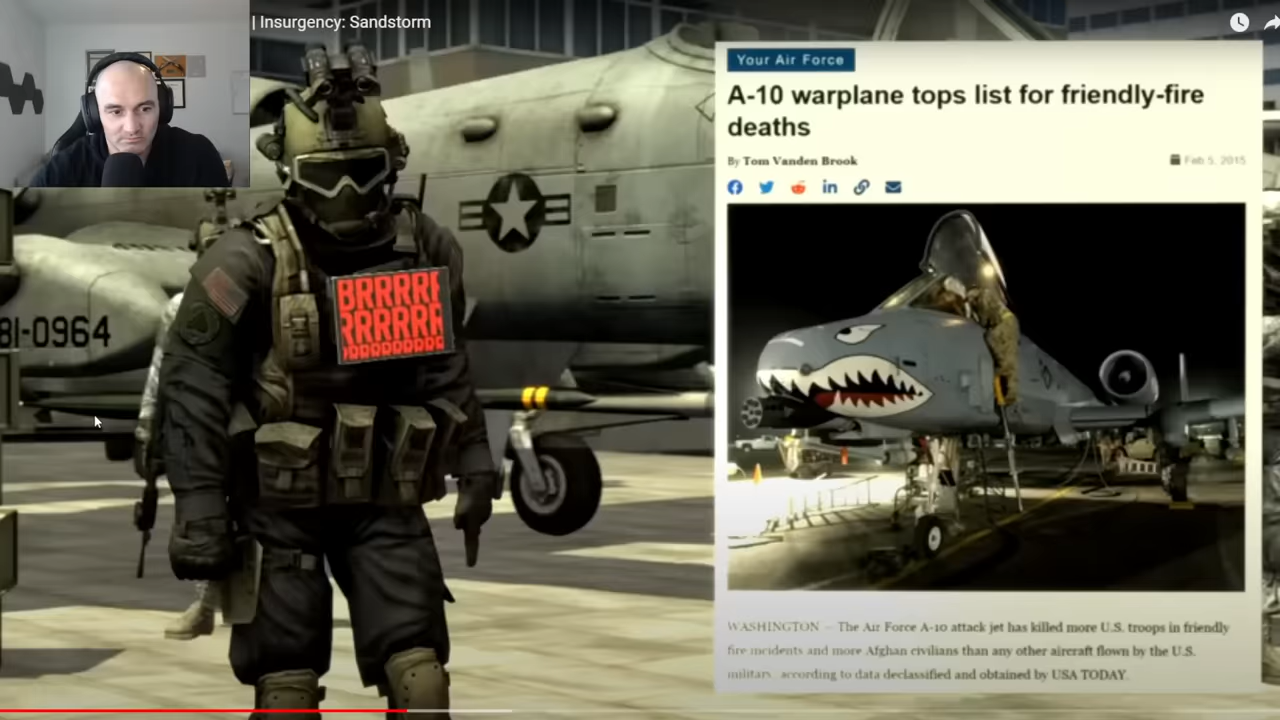 | Insurgency: Sandstorm
Your Air Force
A-10 warplane tops list for friendly-fire
deaths
By Tom Vanden Brook
Feb 5, 2015
BRRRRR
RRRRRR
81-0964
WASHINGTON — The Air Force A-10 attack jet has killed more U.S. troops in friendly
fire incidents and more Afghan civilians than any other aircraft flown by the U.S.
military, according to data declassified and obtained by USA TODAY.